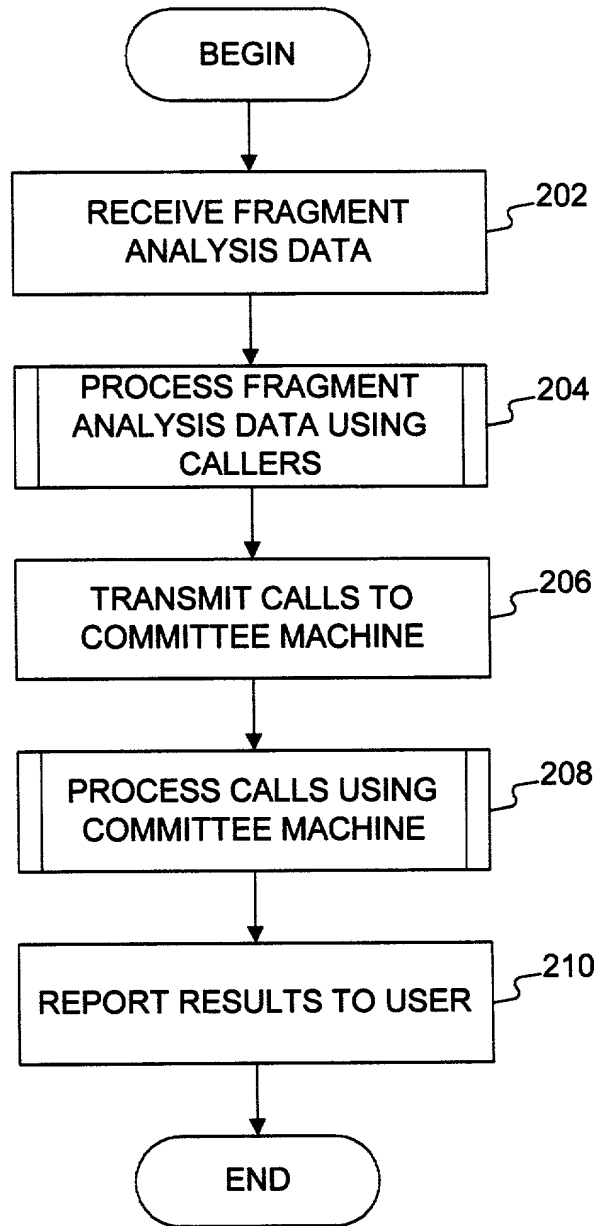 BEGIN
RECEIVE FRAGMENT
ANALYSIS DATA
202
PROCESS FRAGMENT
ANALYSIS DATA USING
CALLERS
204
TRANSMIT CALLS TO
COMMITTEE MACHINE
206
PROCESS CALLS USING
COMMITTEE MACHINE
208
REPORT RESULTS TO USER
210
END